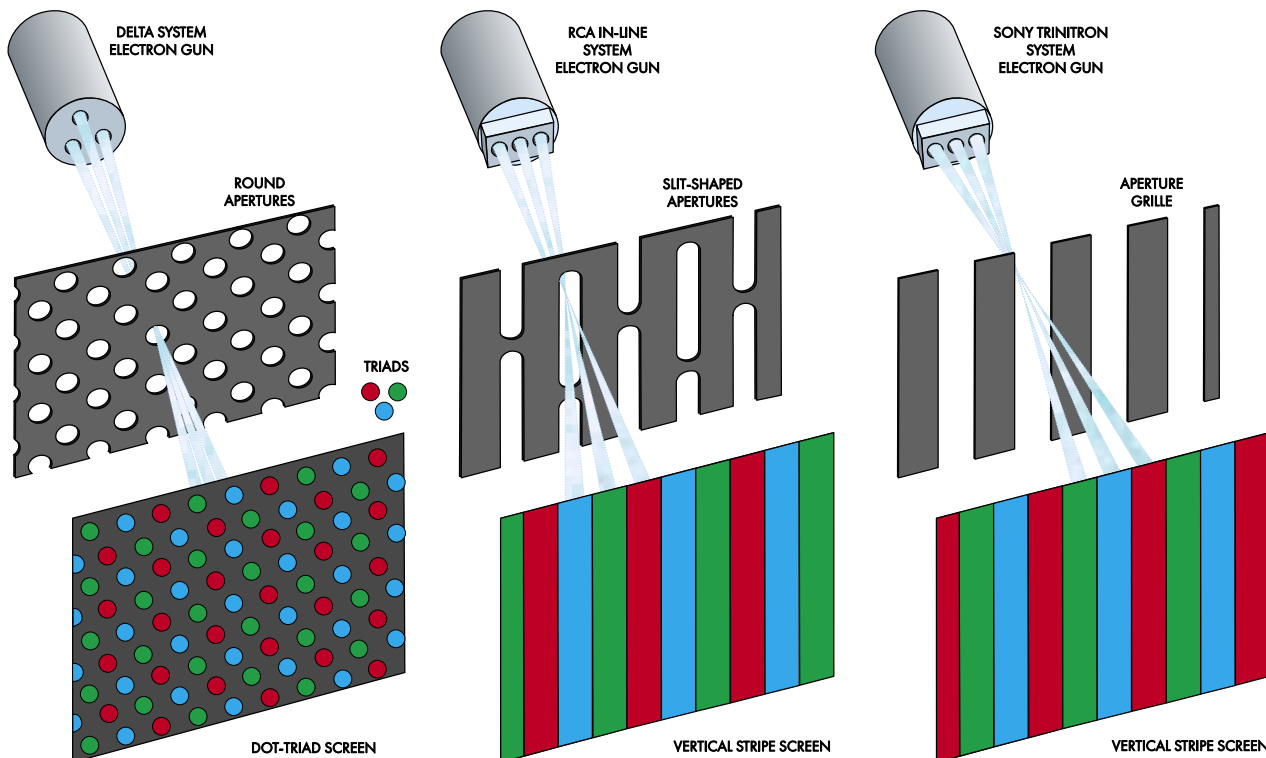 DELTA SYSTEM
ELECTRON GUN
RCA IN-LINE
SYSTEM
ELECTRON GUN
SONY TRINITRON
SYSTEM
ELECTRON GUN
ROUND
APERTURES
SLIT-SHAPED
APERTURES
APERTURE
GRILLE
TRIADS
DOT-TRIAD SCREEN
VERTICAL STRIPE SCREEN
VERTICAL STRIPE SCREEN